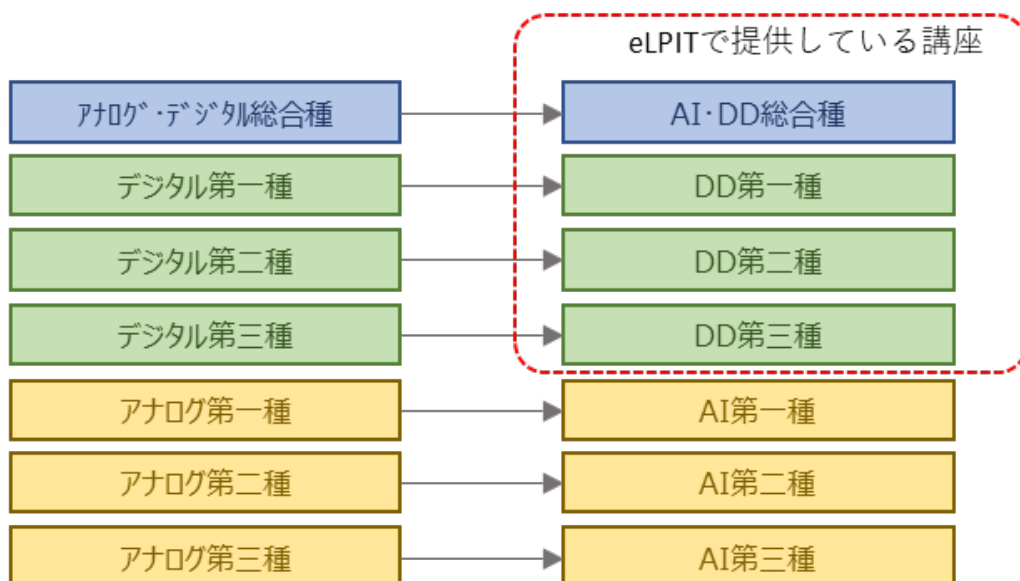 eLPITで提供している講座
ｱﾅﾛｸﾞ・ﾃﾞｼﾞﾀﾙ総合種
AI・DD総合種
デジタル第一種
DD第一種
デジタル第二種
DD第二種
デジタル第三種
DD第三種
アナログ第一種
AI第一種
アナログ第二種
AI第二種
アナログ第三種
AI第三種